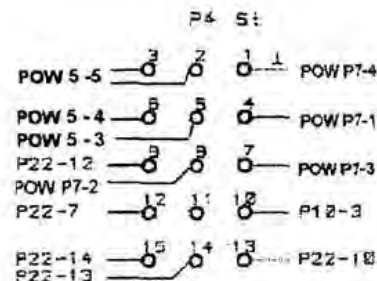 P4 S1
3 2 1
POW 5-5 POW P7-4
6 5 4
POW 5-4 POW P7-1
POW 5-3
9 8 7
P22-12 POW P7-3
POW P7-2
12 11 10
P22-7 P10-3
15 14 13
P22-14 P22-10
P22-13